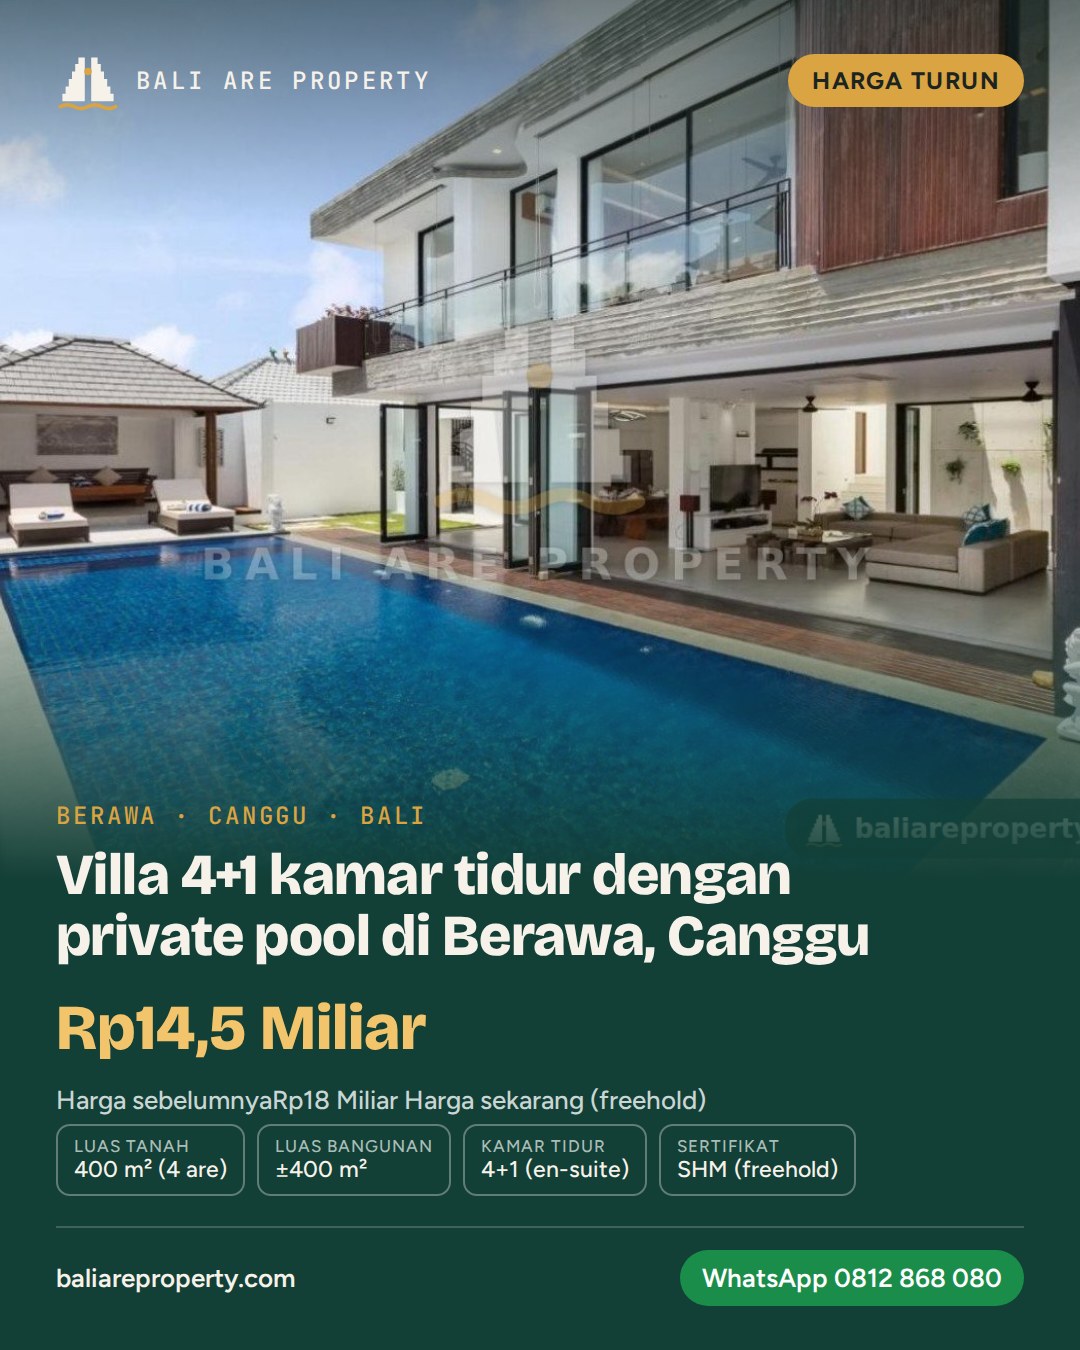 BALI ARE PROPERTY
HARGA TURUN
BALI ARE PROPERTY
BERAWA · CANGGU · BALI
baliareproperty
Villa 4+1 kamar tidur dengan
private pool di Berawa, Canggu
Rp14,5 Miliar
Harga sebelumnyaRp18 Miliar Harga sekarang (freehold)
LUAS TANAH
400 m² (4 are)
LUAS BANGUNAN
±400 m²
KAMAR TIDUR
4+1 (en-suite)
SERTIFIKAT
SHM (freehold)
baliareproperty.com
WhatsApp 0812 868 080